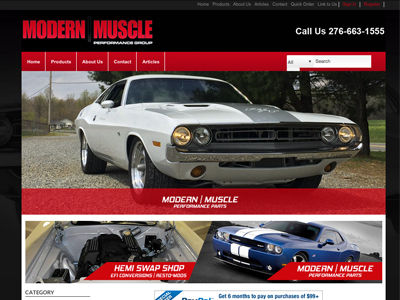 Home Products About Us Articles Contact Quick Order Link to Us | Sign In | Register |
MODERN | MUSCLE
PERFORMANCE GROUP
Call Us 276-663-1555
Home Products About Us Contact Articles
All Search
MODERN | MUSCLE
PERFORMANCE PARTS
HEMI SWAP SHOP
EFI CONVERSIONS | RESTO-MODS
MODERN | MUSCLE
PERFORMANCE PARTS
CATEGORY
Get 6 months to pay on purchases of $99+